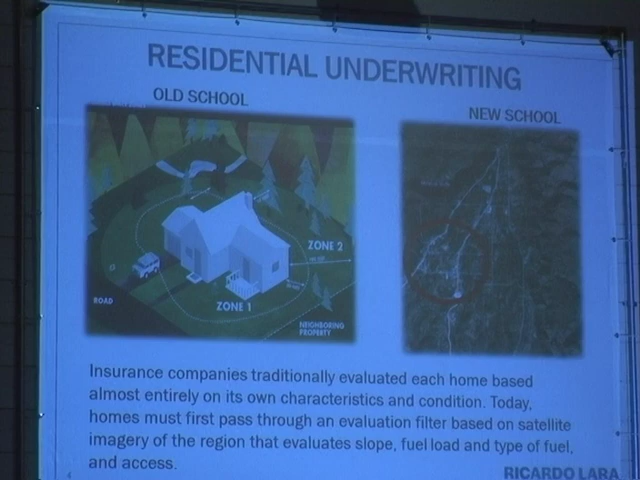 RESIDENTIAL UNDERWRITING
OLD SCHOOL
NEW SCHOOL
ZONE 2
ROAD
ZONE 1
NEIGHBORING
PROPERTY
Insurance companies traditionally evaluated each home based
almost entirely on its own characteristics and condition. Today,
homes must first pass through an evaluation filter based on satellite
imagery of the region that evaluates slope, fuel load and type of fuel,
and access.
RICARDO LARA